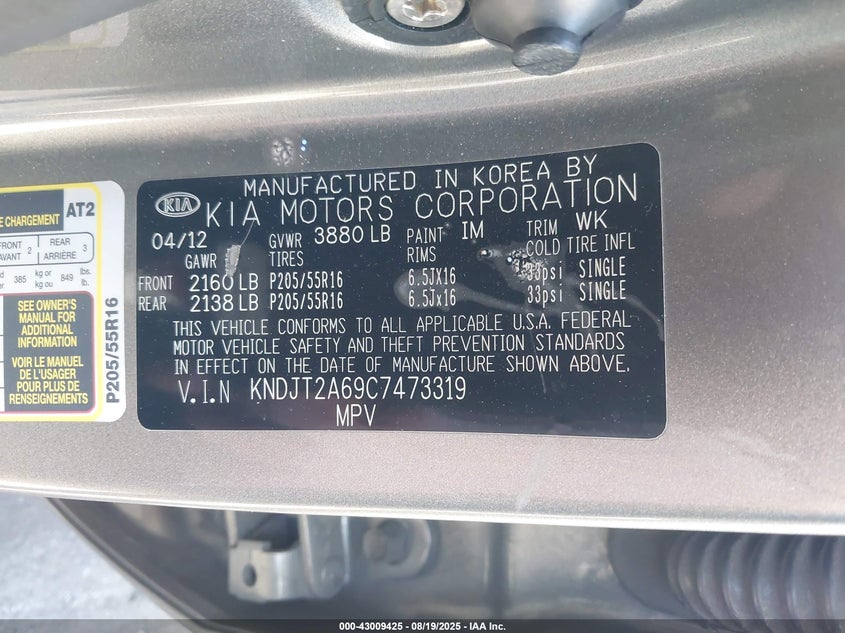 MANUFACTURED IN KOREA BY
KIA KIA MOTORS CORPORATION
04/12 GVWR 3880 LB PAINT IM TRIM WK
GAWR TIRES RIMS COLD TIRE INFL
FRONT 2160 LB P205/55R16 6.5JX16 33psi SINGLE
REAR 2138 LB P205/55R16 6.5Jx16 33psi SINGLE
THIS VEHICLE CONFORMS TO ALL APPLICABLE U.S.A. FEDERAL
MOTOR VEHICLE SAFETY AND THEFT PREVENTION STANDARDS
IN EFFECT ON THE DATE OF MANUFACTURE SHOWN ABOVE.
V.I.N KNDJT2A69C7473319
MPV
E CHARGEMENT AT2
FRONT
AVANT 2
REAR
ARRIÈRE 3
385 kg or
kg ou 849 lbs.
lb.
SEE OWNER'S
MANUAL FOR
ADDITIONAL
INFORMATION
VOIR LE MANUEL
DE L'USAGER
POUR PLUS DE
RENSEIGNEMENTS
P205/55R16
000-43009425 - 08/19/2025 - IAA Inc.